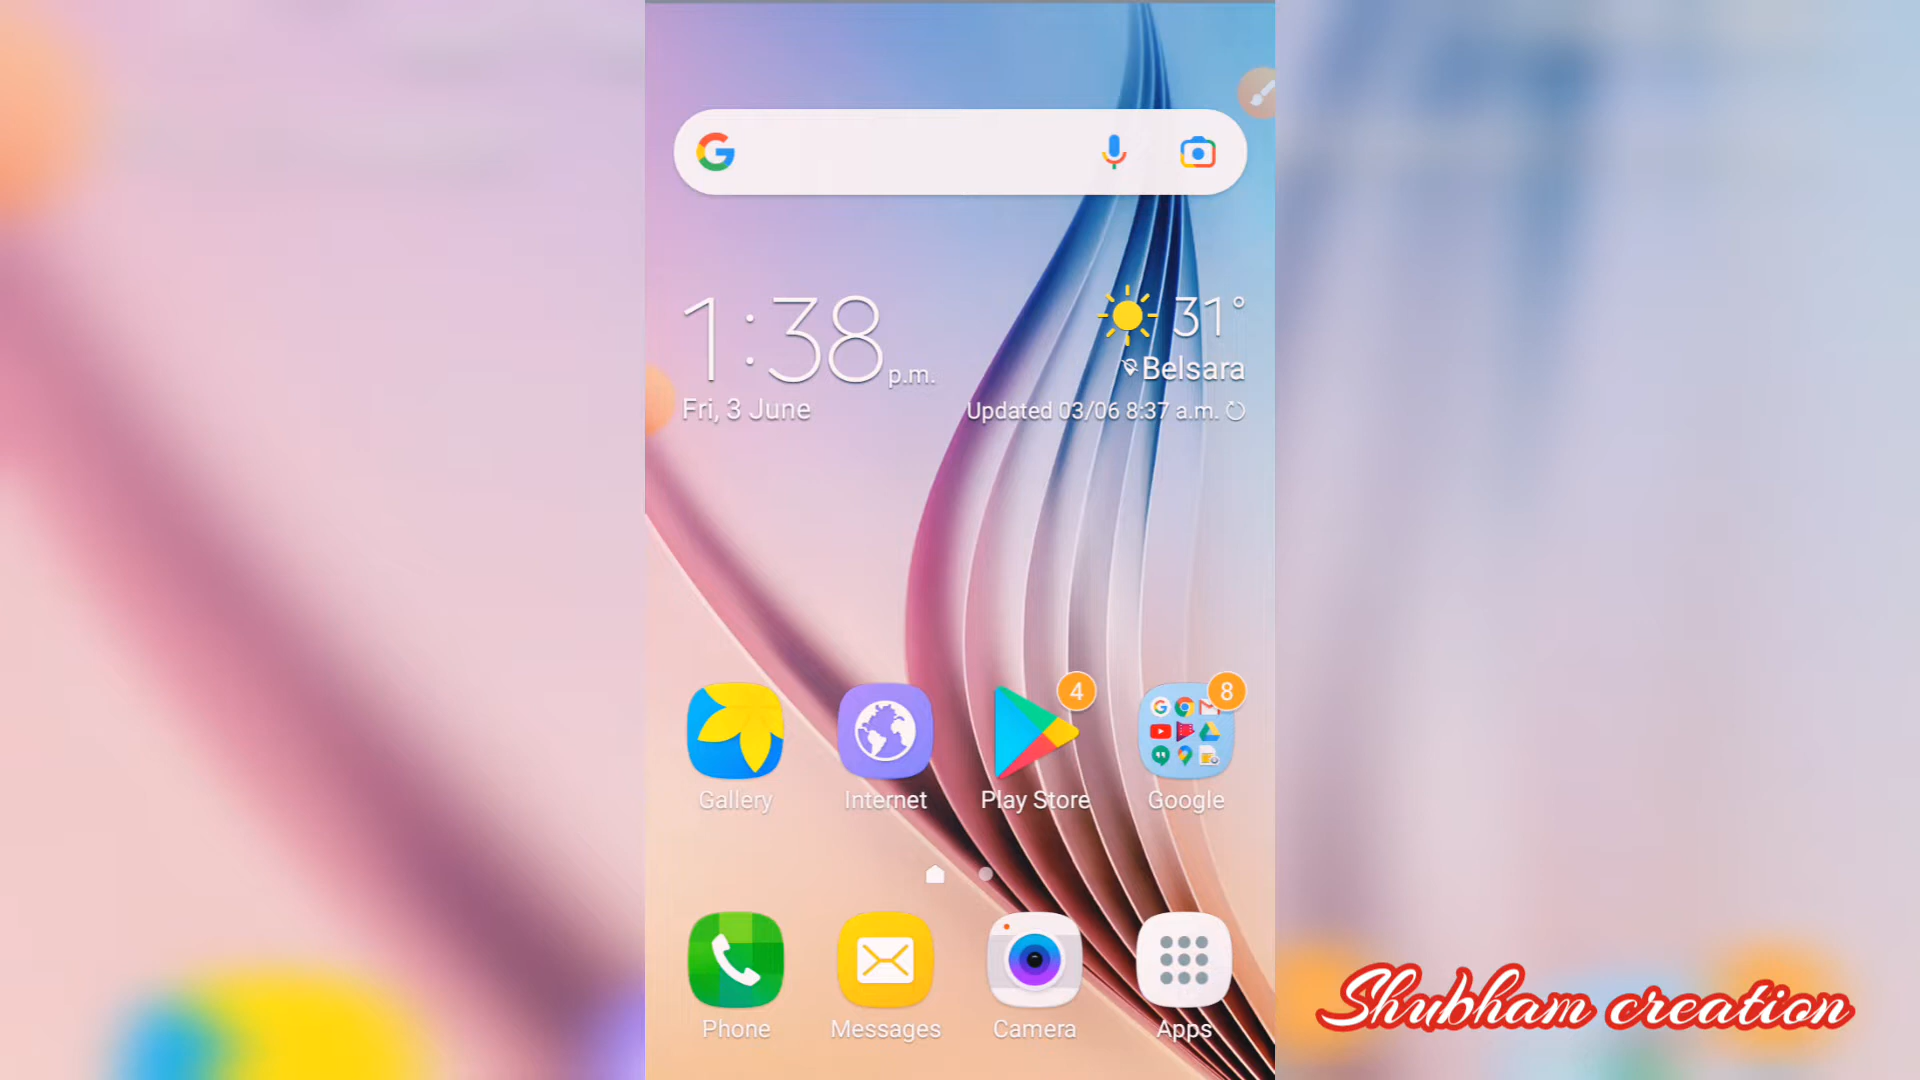 1:38 p.m.
Fri, 3 June
31°
Belsara
Updated 03/06 8:37 a.m.
4
8
Gallery
Internet
Play Store
Google
Phone
Messages
Camera
Apps
Shubham creation